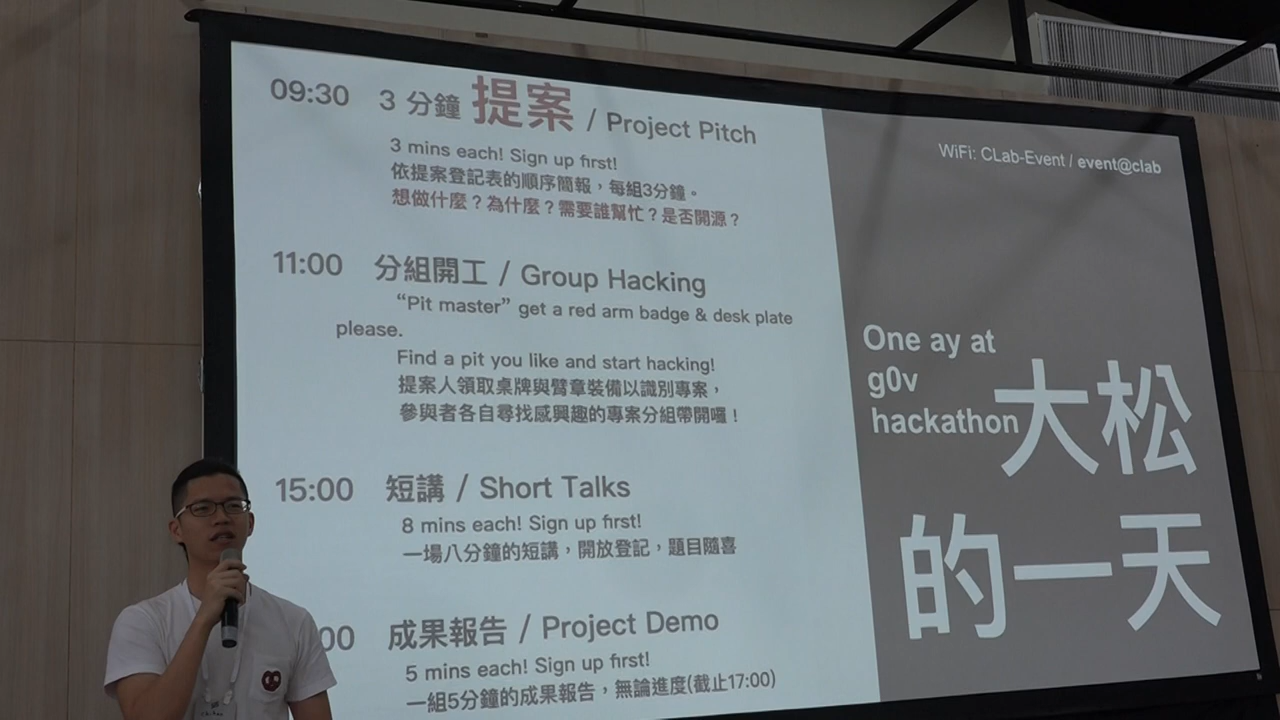 09:30 3 分鐘 提案 / Project Pitch
3 mins each! Sign up first!
依提案登記表的順序簡報，每組3分鐘。
想做什麼？為什麼？需要誰幫忙？是否開源？
11:00 分組開工 / Group Hacking
“Pit master” get a red arm badge & desk plate
please.
Find a pit you like and start hacking!
提案人領取桌牌與臂章裝備以識別專案，
參與者各自尋找感興趣的專案分組帶開囉！
15:00 短講 / Short Talks
8 mins each! Sign up first!
一場八分鐘的短講，開放登記，題目隨喜
00 成果報告 / Project Demo
5 mins each! Sign up first!
一組5分鐘的成果報告，無論進度(截止17:00)
WiFi: CLab-Event / event@clab
One ay at
g0v
hackathon
大松
的一天